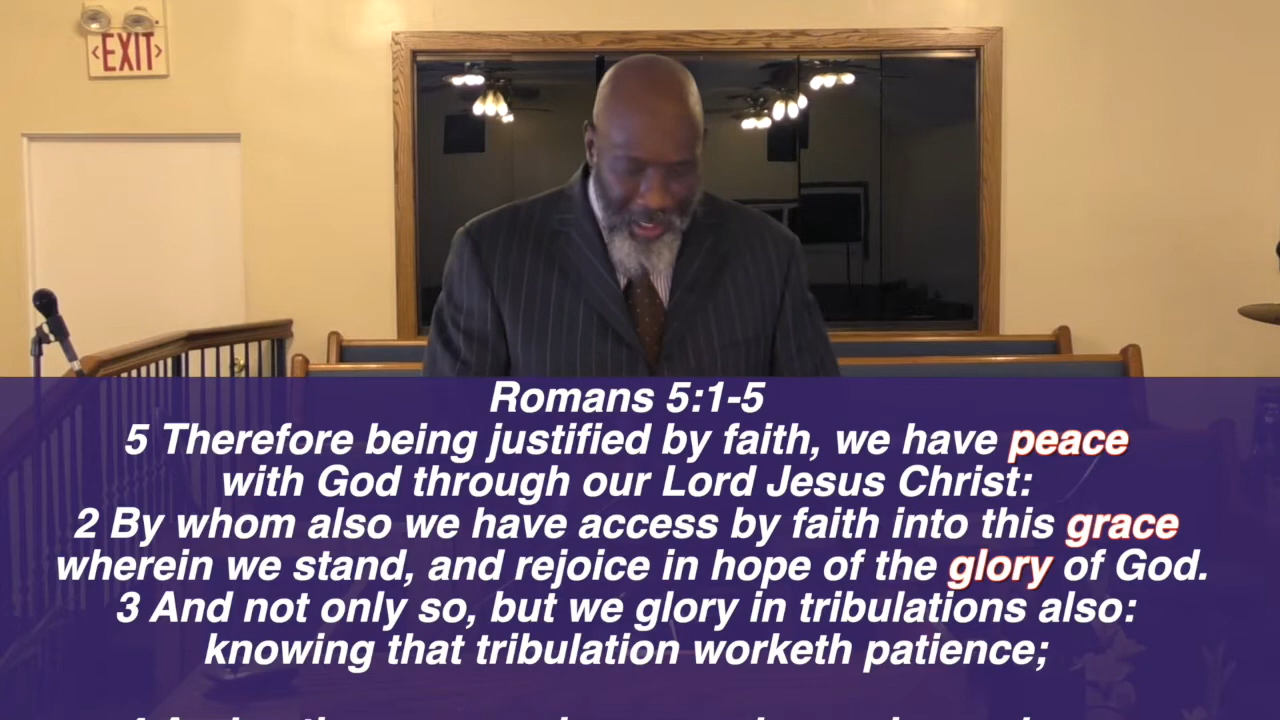 <EXIT>
Romans 5:1-5
5 Therefore being justified by faith, we have peace
with God through our Lord Jesus Christ:
2 By whom also we have access by faith into this grace
wherein we stand, and rejoice in hope of the glory of God.
3 And not only so, but we glory in tribulations also:
knowing that tribulation worketh patience;